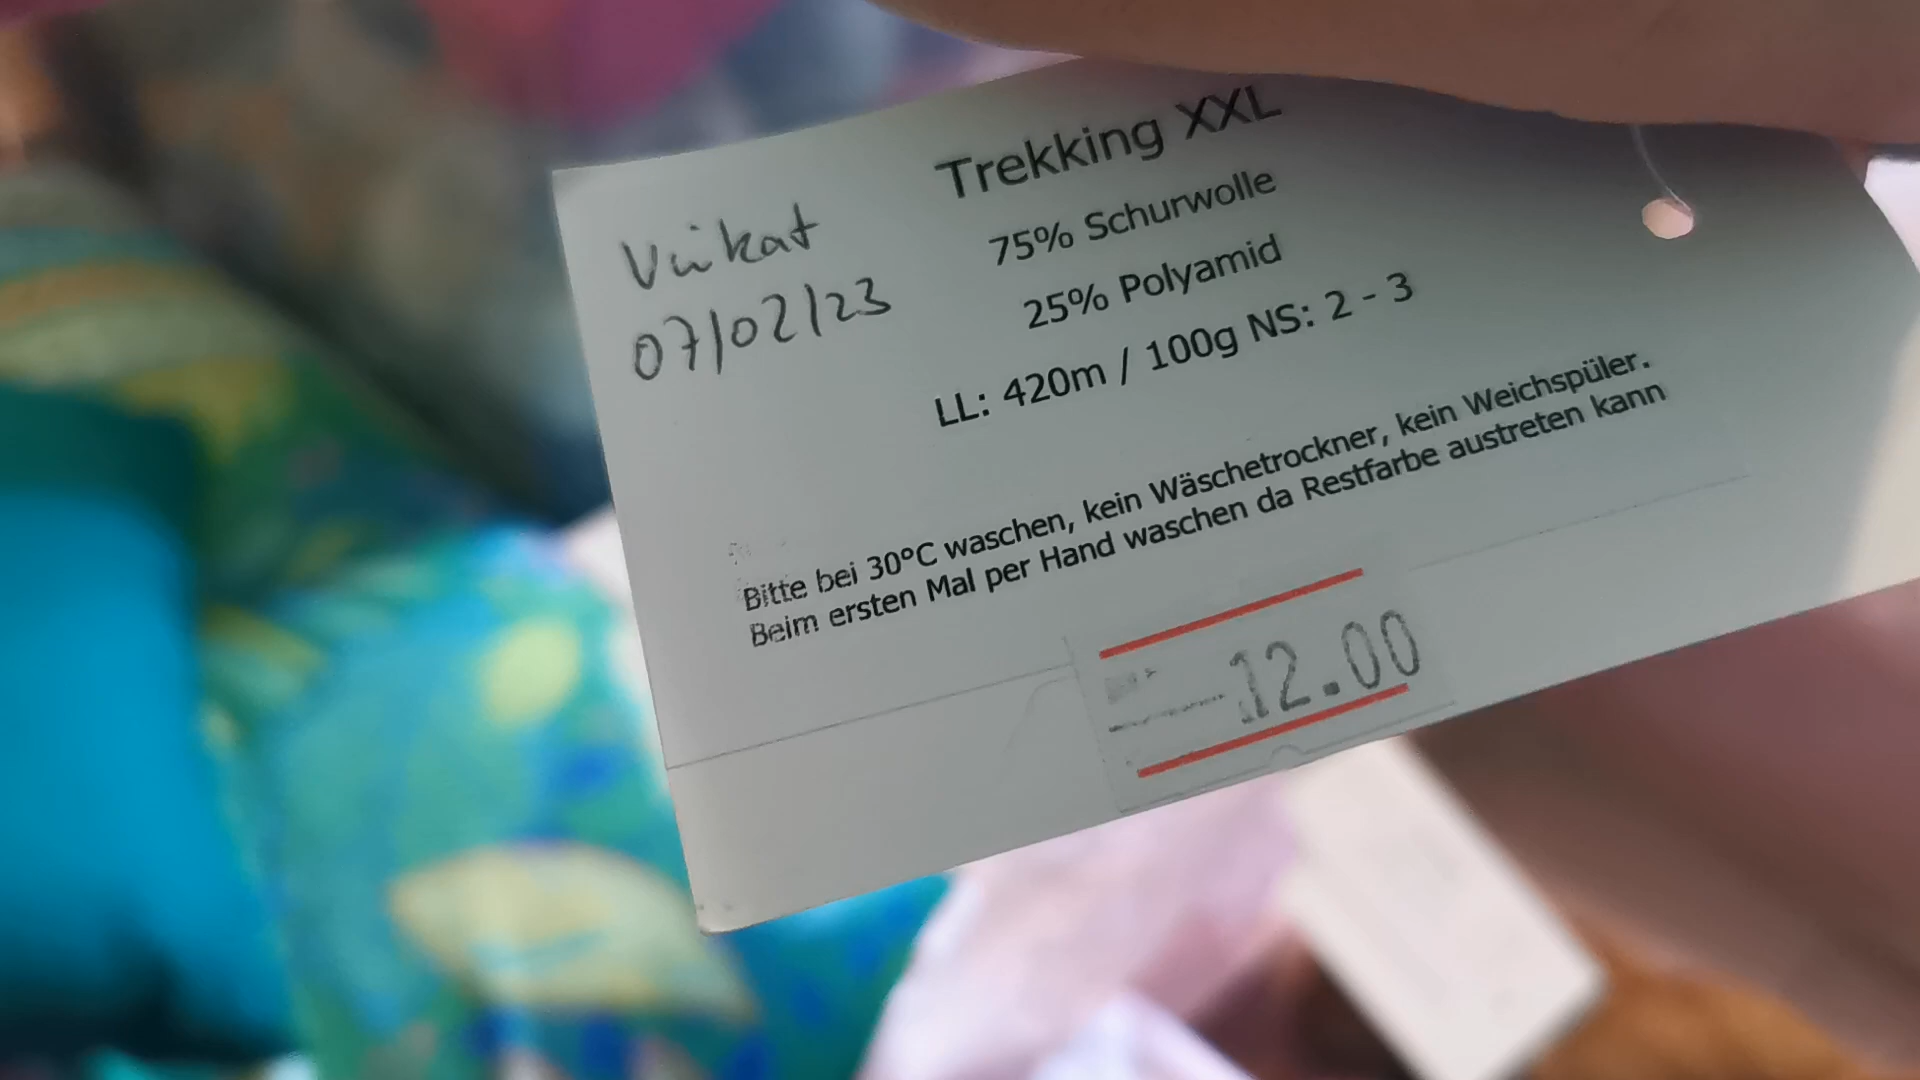 Trekking XXL
Unikat
07/02/23
75% Schurwolle
25% Polyamid
LL: 420m / 100g NS: 2 - 3
Bitte bei 30°C waschen, kein Wäschetrockner, kein Weichspüler.
Beim ersten Mal per Hand waschen da Restfarbe austreten kann
12.00